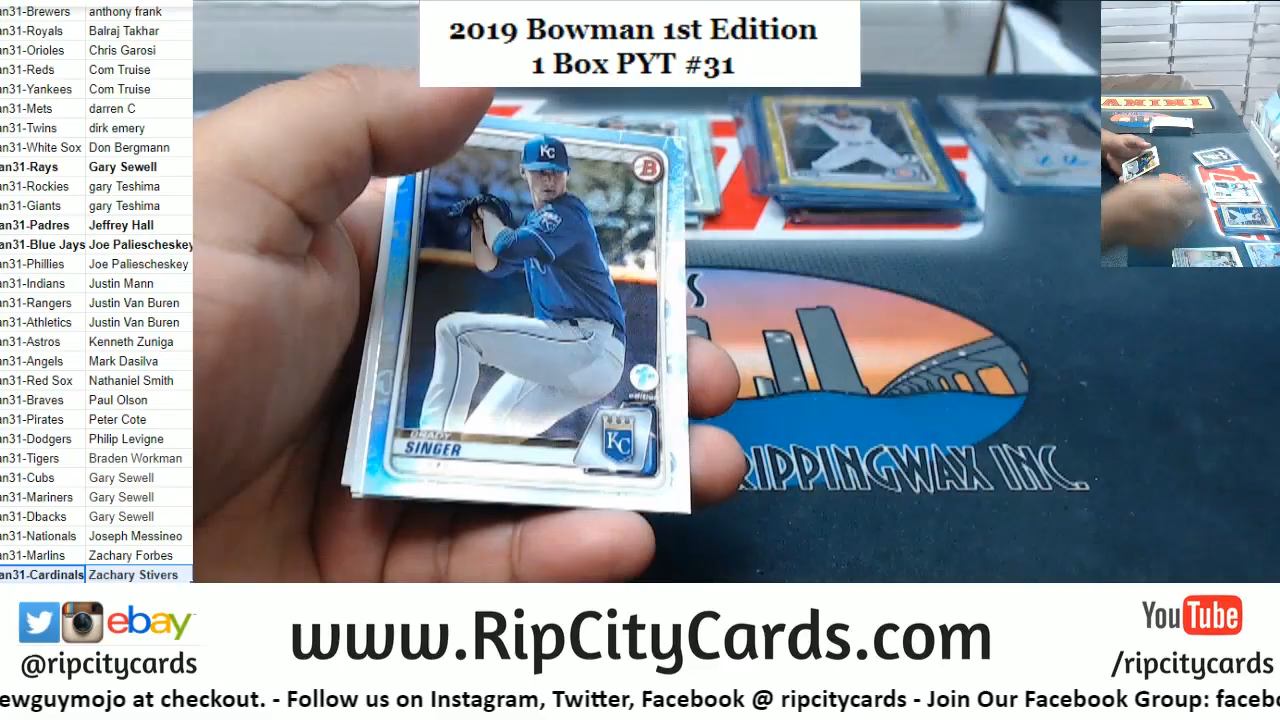 2019 Bowman 1st Edition
1 Box PYT #31
an31-Brewers anthony frank
an31-Royals Balraj Takhar
an31-Orioles Chris Garosi
an31-Reds Com Truise
an31-Yankees Com Truise
an31-Mets darren C
an31-Twins dirk emery
an31-White Sox Don Bergmann
an31-Rays Gary Sewell
an31-Rockies gary Teshima
an31-Giants gary Teshima
an31-Padres Jeffrey Hall
an31-Blue Jays Joe Paliescheskey
an31-Phillies Joe Paliescheskey
an31-Indians Justin Mann
an31-Rangers Justin Van Buren
an31-Athletics Justin Van Buren
an31-Astros Kenneth Zuniga
an31-Angels Mark Dasilva
an31-Red Sox Nathaniel Smith
an31-Braves Paul Olson
an31-Pirates Peter Cote
an31-Dodgers Philip Levigne
an31-Tigers Braden Workman
an31-Cubs Gary Sewell
an31-Mariners Gary Sewell
an31-Dbacks Gary Sewell
an31-Nationals Joseph Messineo
an31-Marlins Zachary Forbes
an31-Cardinals Zachary Stivers
KC
B
edition
BRADY
SINGER
KC
S
RIPPINGWAX INC.
PANINI
ebay
@ripcitycards
www.RipCityCards.com
YouTube
/ripcitycards
ewguymojo at checkout. - Follow us on Instagram, Twitter, Facebook @ ripcitycards - Join Our Facebook Group: faceb